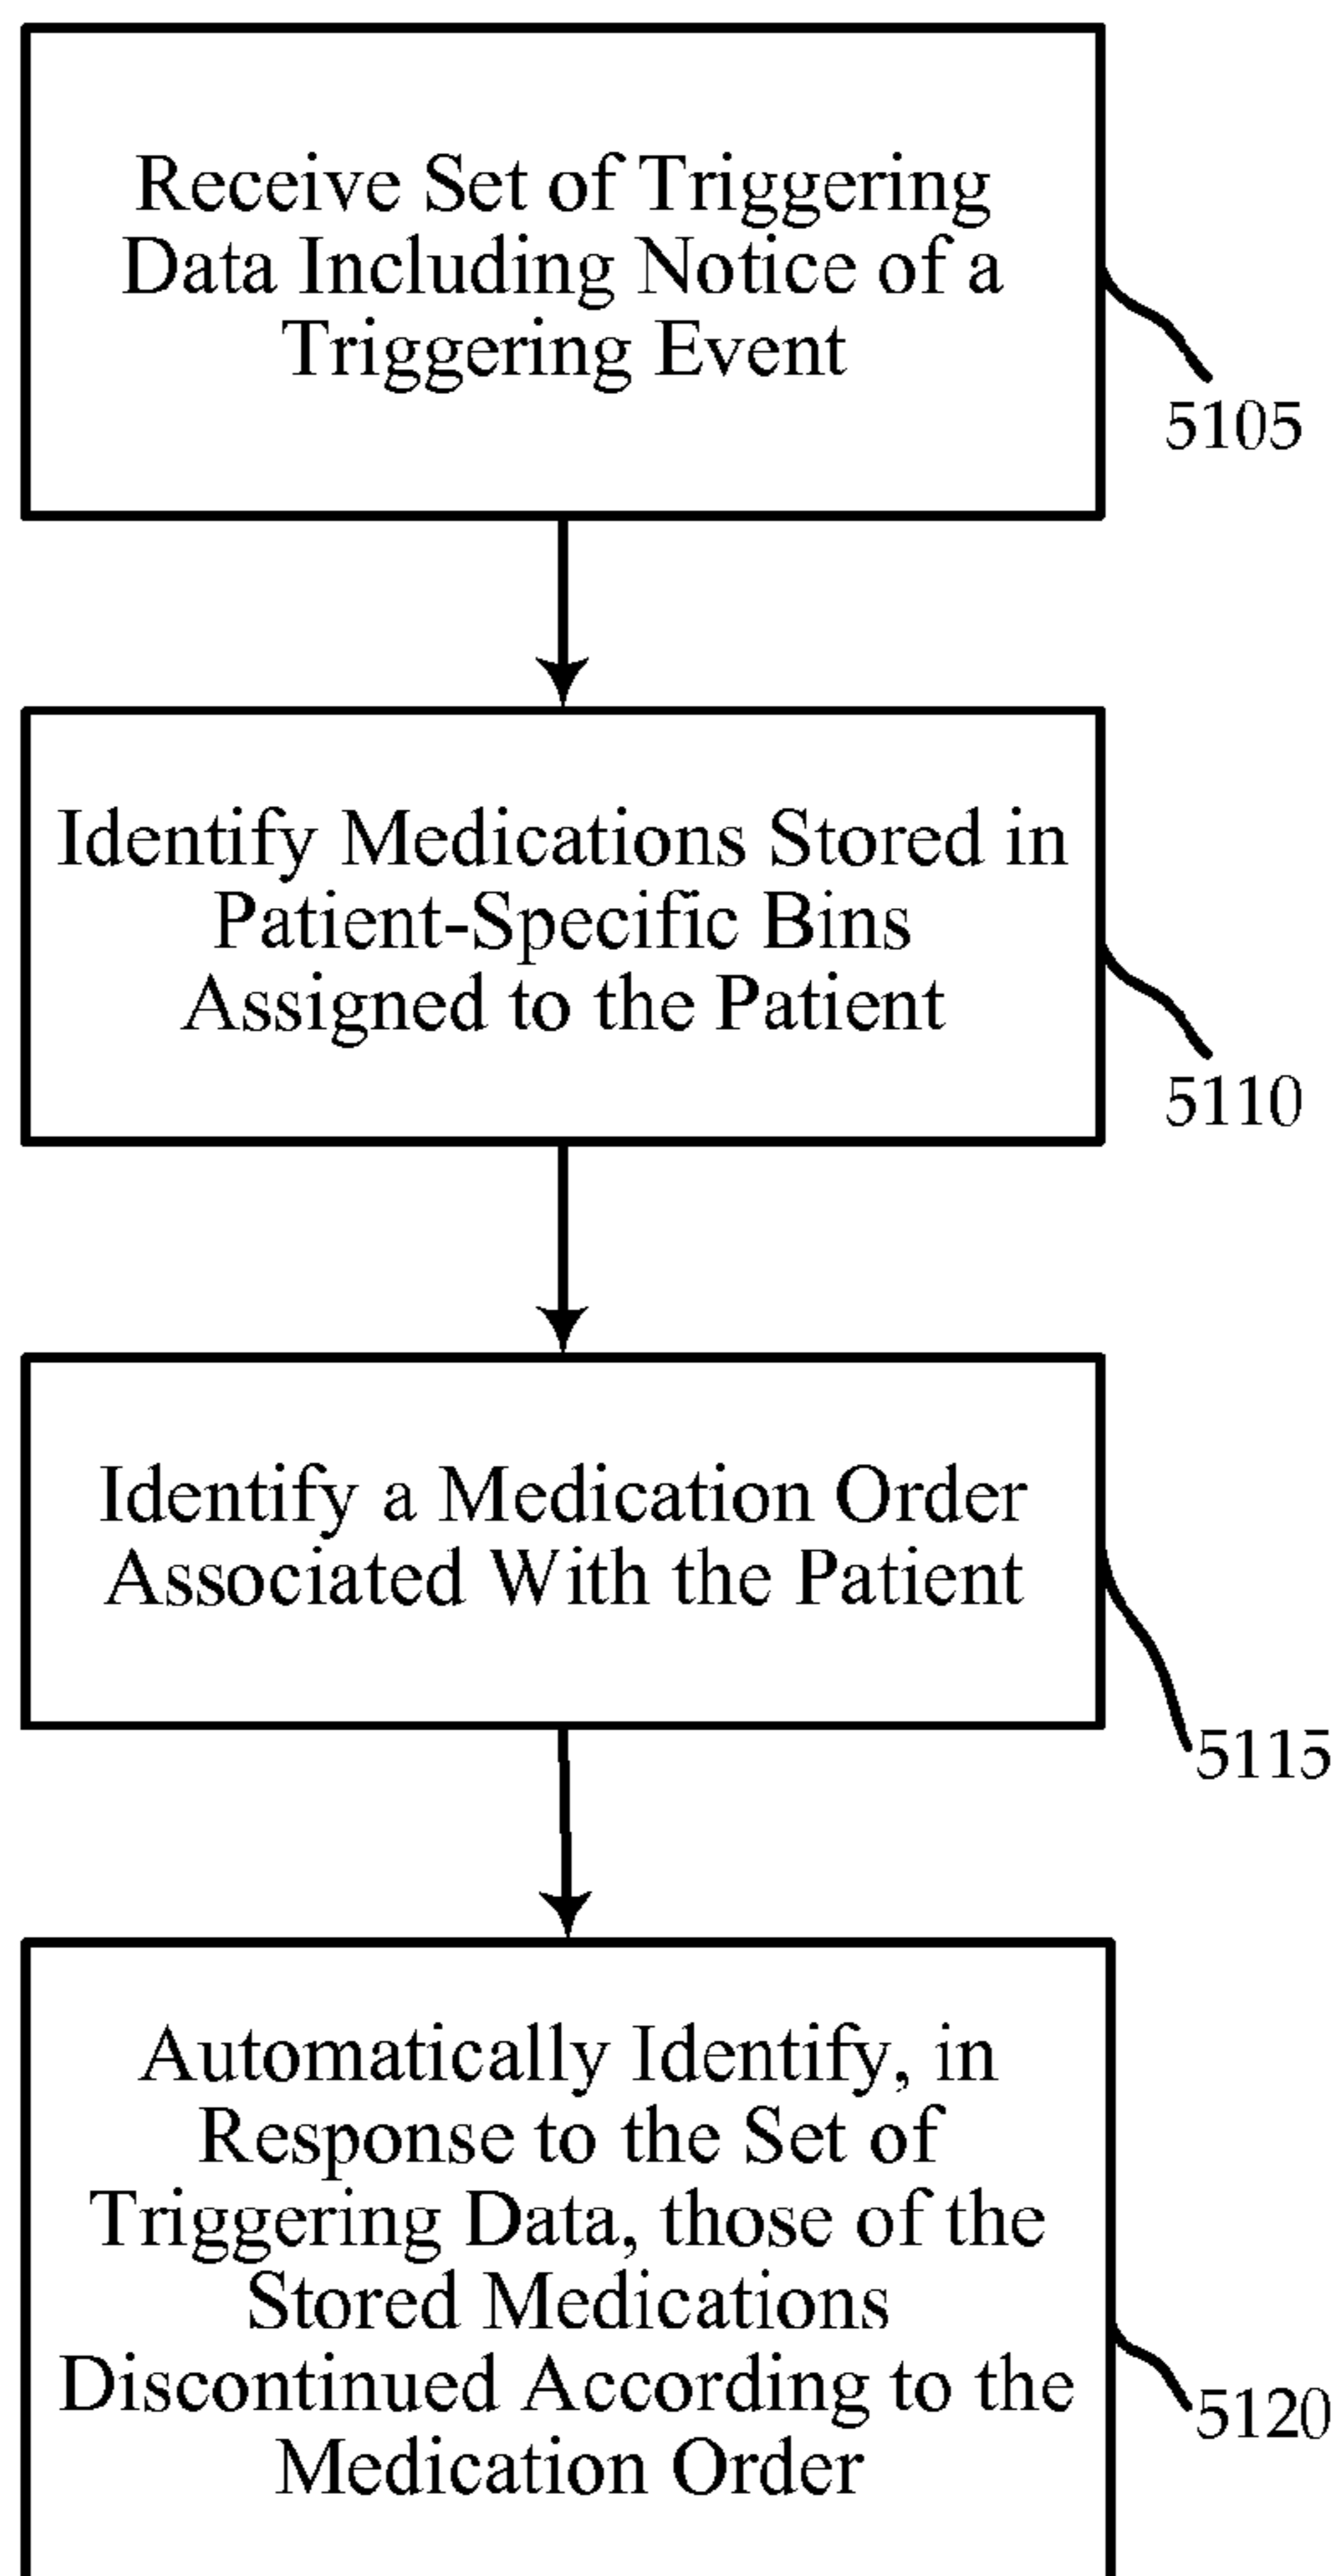 Receive Set of Triggering
Data Including Notice of a
Triggering Event
5105
Identify Medications Stored in
Patient-Specific Bins
Assigned to the Patient
5110
Identify a Medication Order
Associated With the Patient
5115
Automatically Identify, in
Response to the Set of
Triggering Data, those of the
Stored Medications
Discontinued According to the
Medication Order
5120